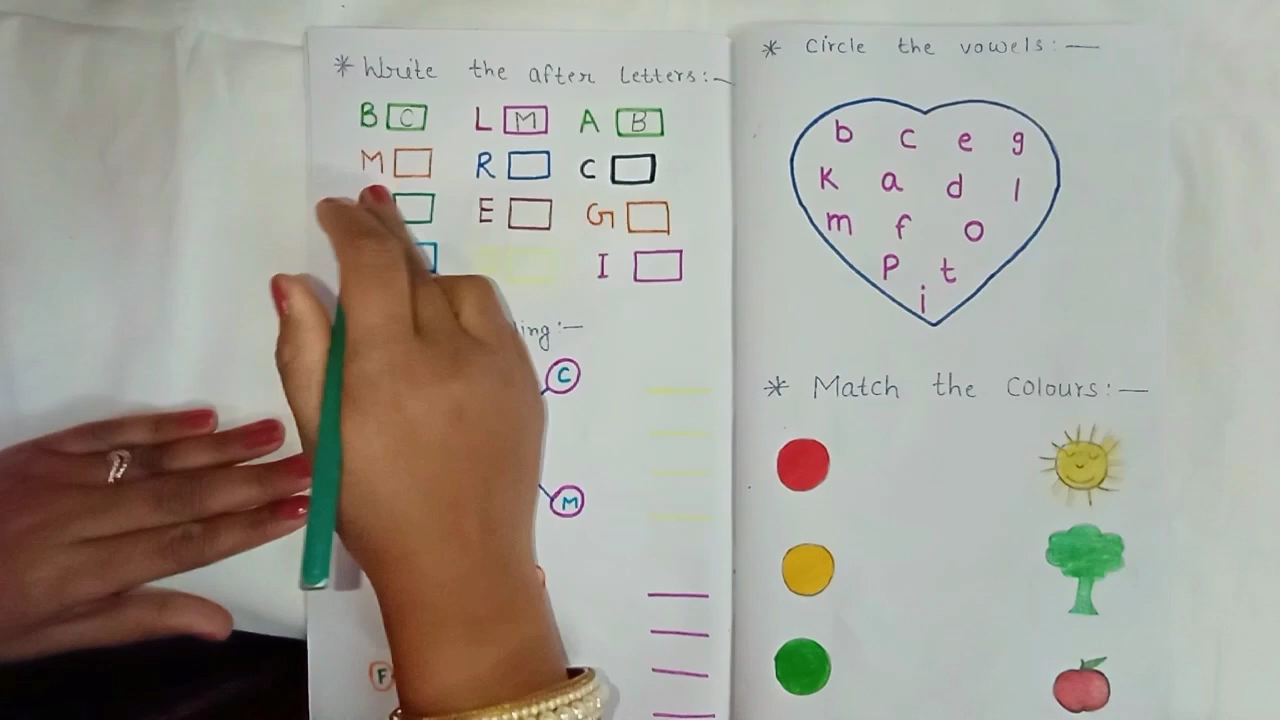 * Write the after Letters:-
B C L M A B
M R C
E G
I
C
M
F
* Circle the vowels:-
b c e g
k a d l
m f o
p t
i
* Match the Colours:-